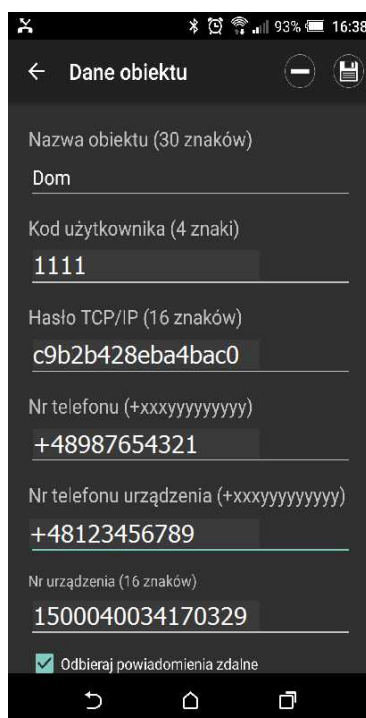 93% 16:38
Dane obiektu
Nazwa obiektu (30 znaków)
Dom
Kod użytkownika (4 znaki)
1111
Hasło TCP/IP (16 znaków)
c9b2b428eba4bac0
Nr telefonu (+xxxyyyyyyyyy)
+48987654321
Nr telefonu urządzenia (+xxxyyyyyyyyy)
+48123456789
Nr urządzenia (16 znaków)
1500040034170329
Odbieraj powiadomienia zdalne